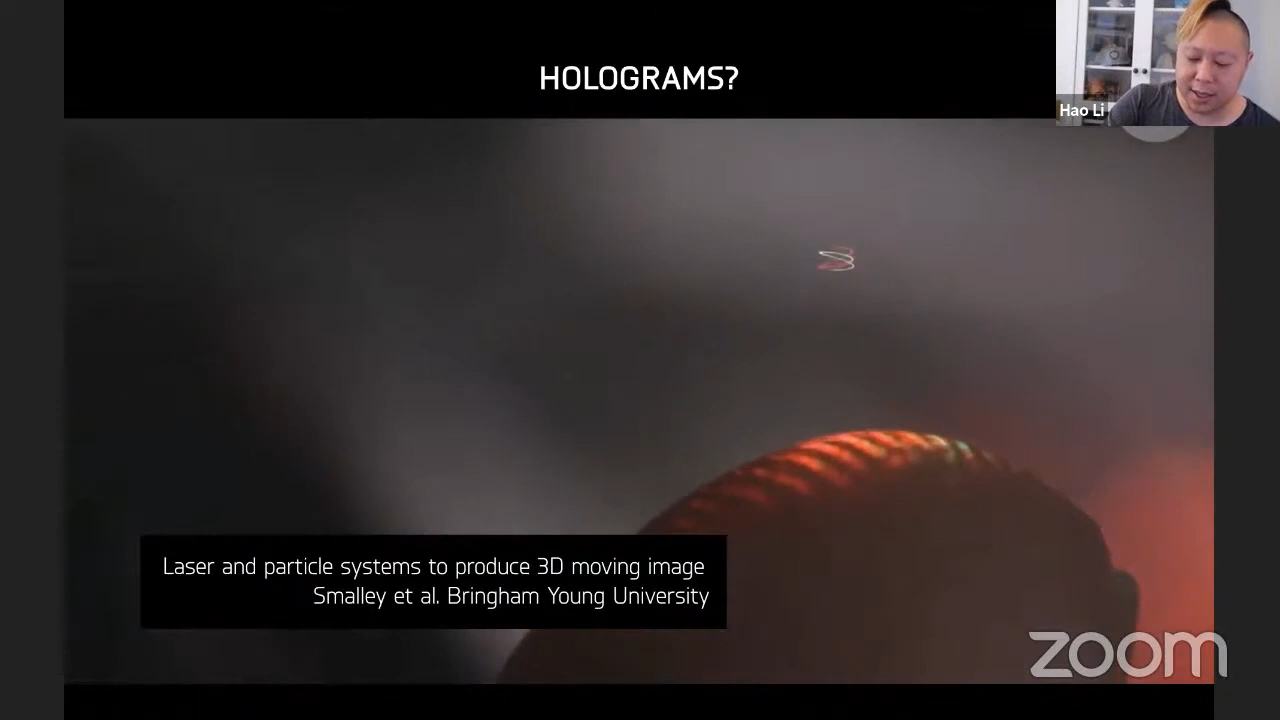 HOLOGRAMS?
Hao Li
Laser and particle systems to produce 3D moving image
Smalley et al. Bringham Young University
zoom